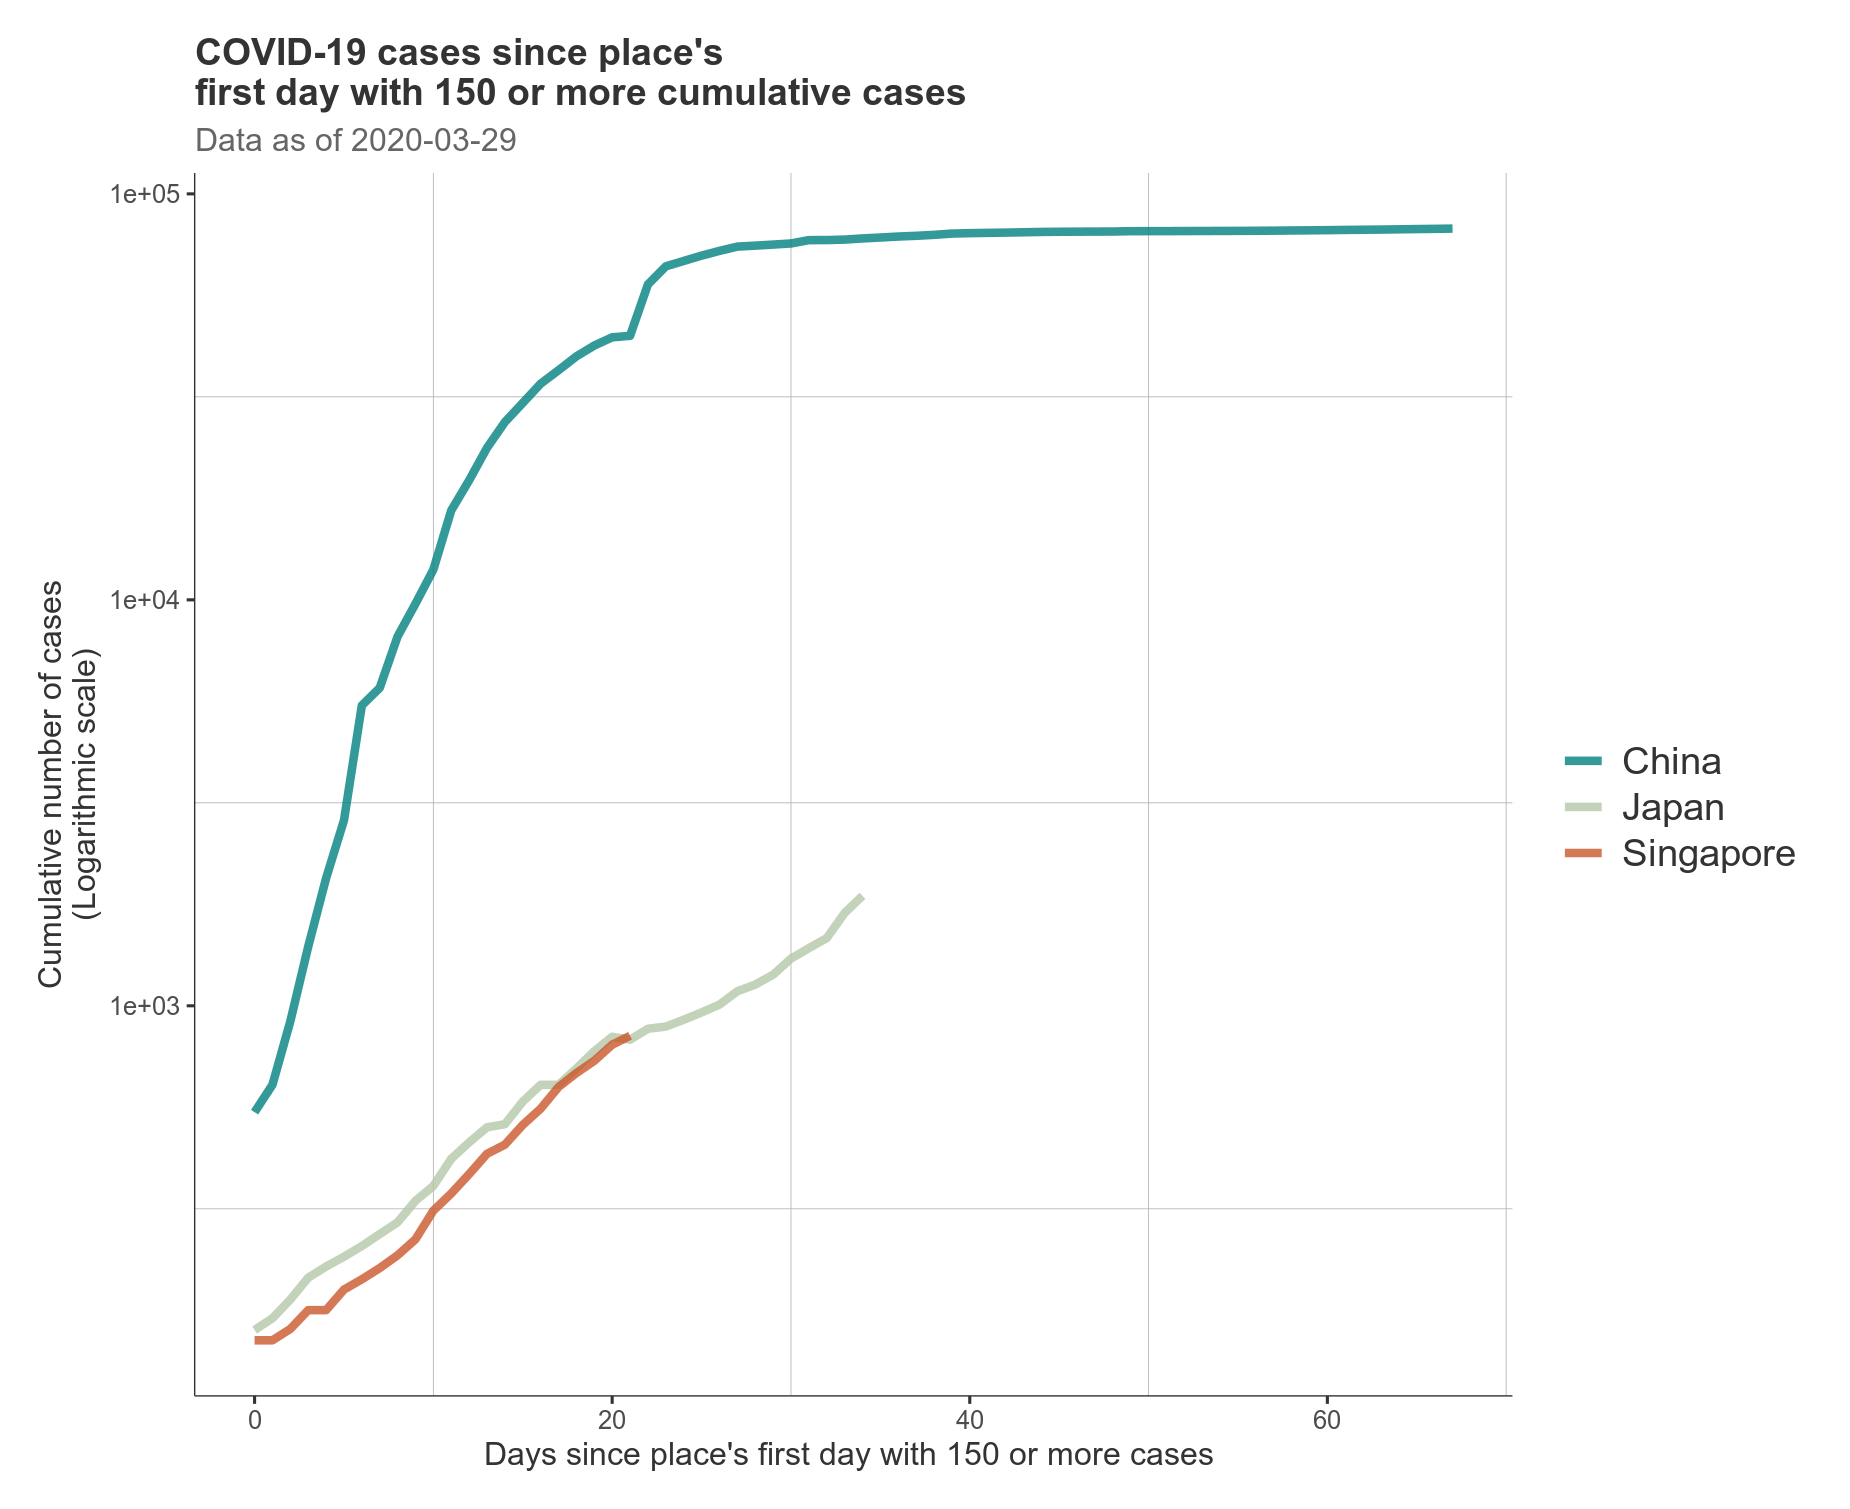 COVID-19 cases since place's
first day with 150 or more cumulative cases
Data as of 2020-03-29
1e+05
1e+04
1e+03
Cumulative number of cases
(Logarithmic scale)
0
20
40
60
Days since place's first day with 150 or more cases
China
Japan
Singapore